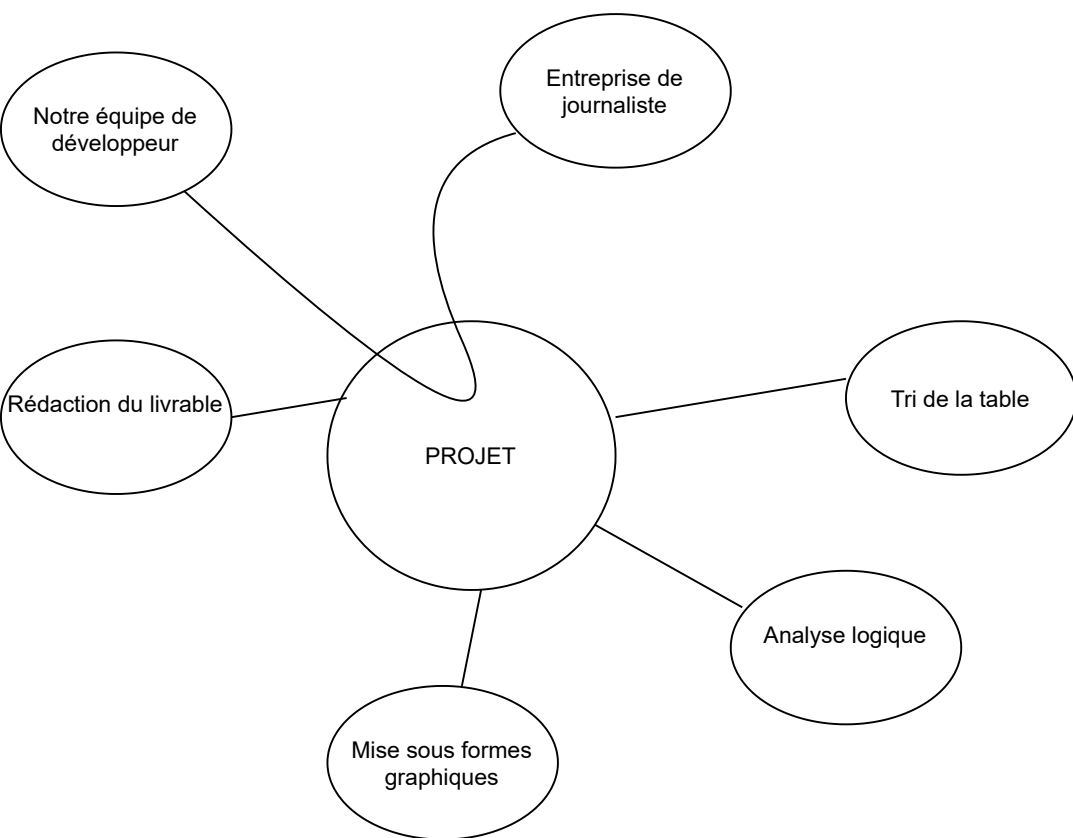 Entreprise de
journaliste
Notre équipe de
développeur
Rédaction du livrable
Tri de la table
PROJET
Analyse logique
Mise sous formes
graphiques